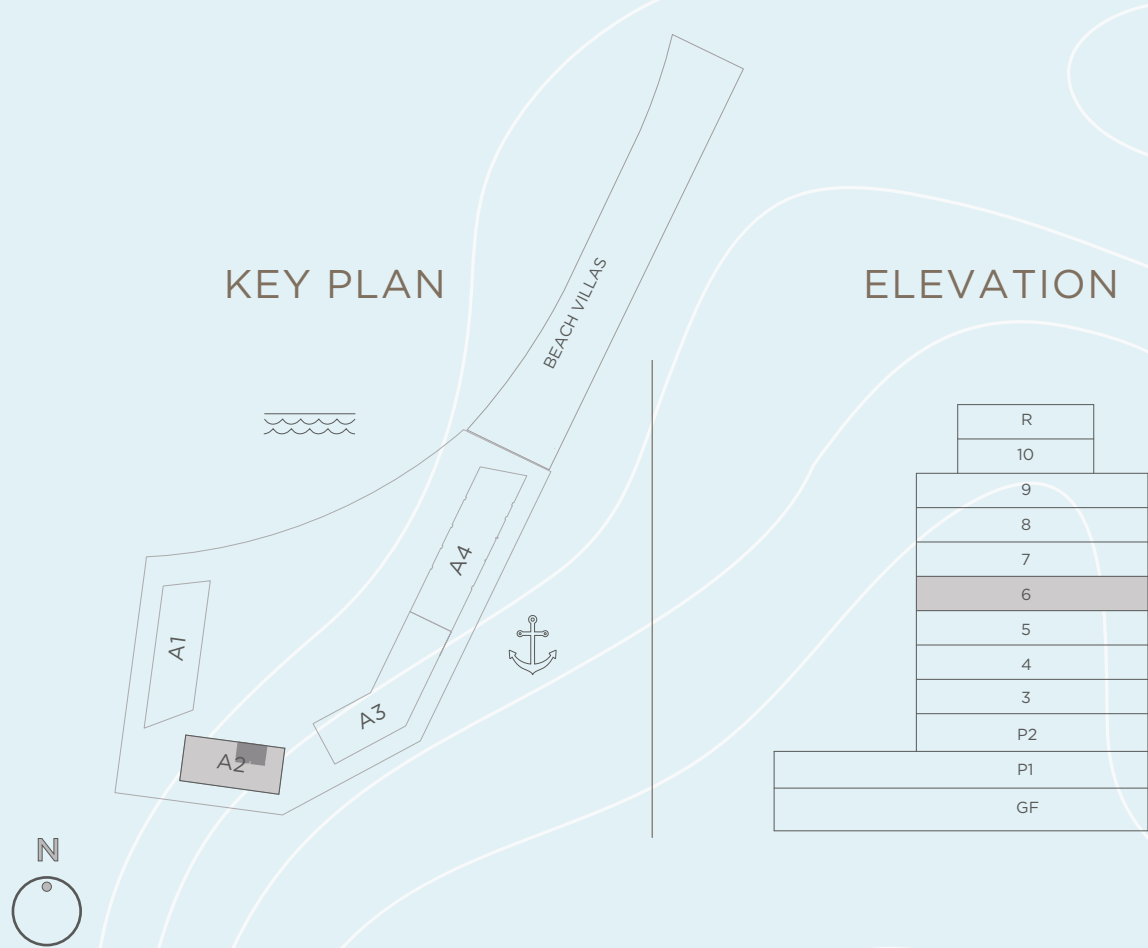 KEY PLAN
BEACH VILLAS
A4
A1
A3
A2
N
ELEVATION
R
10
9
8
7
6
5
4
3
P2
P1
GF